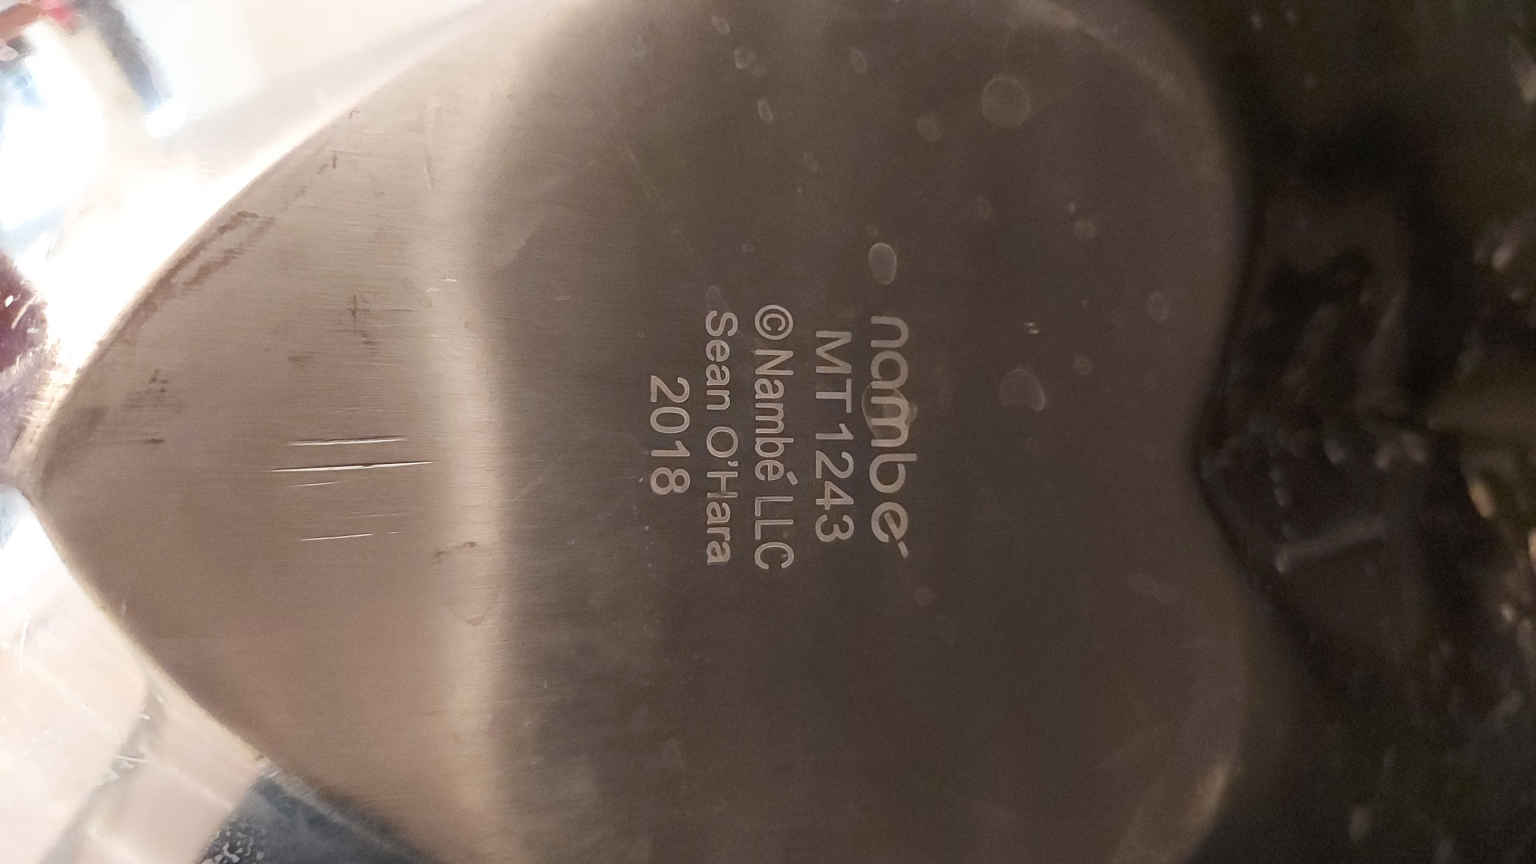 nambé
MT1243
©Nambé LLC
Sean O'Hara
2018